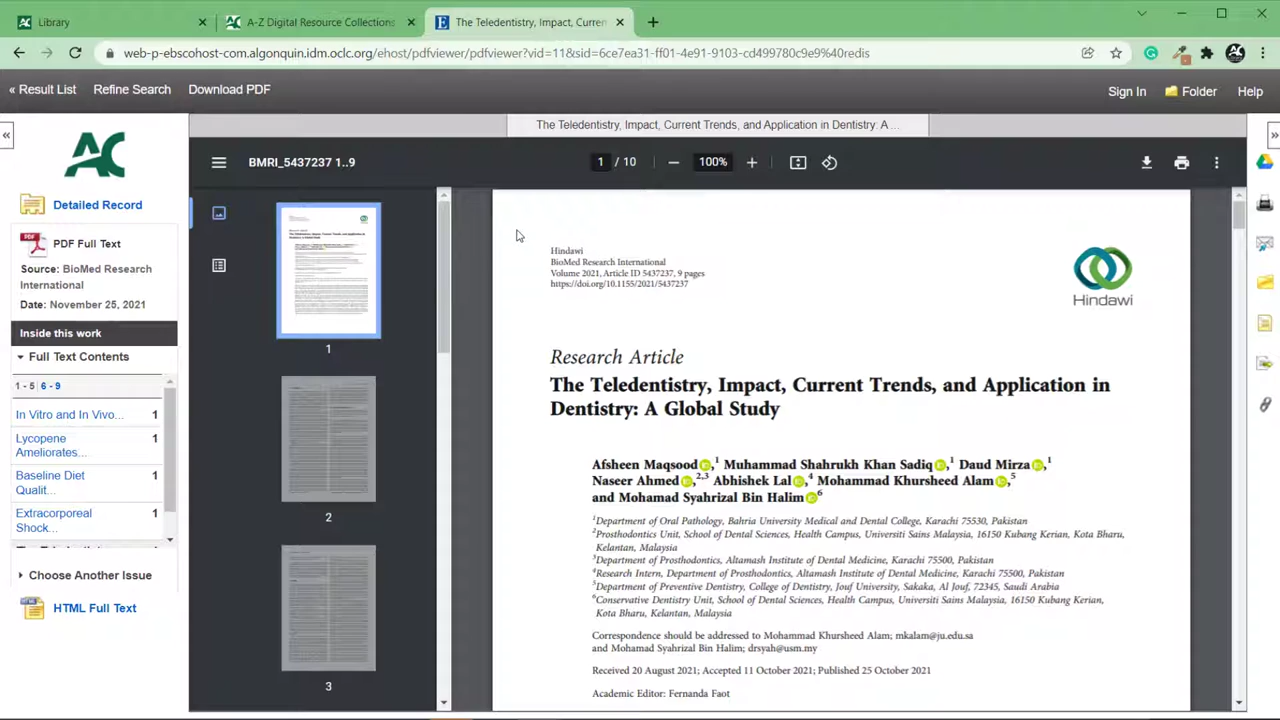 Library
A-Z Digital Resource Collections
The Teledentistry, Impact, Curren
web-p-ebscohost-com.algonquin.idm.oclc.org/ehost/pdfviewer/pdfviewer?vid=11&sid=6ce7ea31-ff01-4e91-9103-cd499780c9e9%40redis
« Result List Refine Search Download PDF
Sign In Folder Help
The Teledentistry, Impact, Current Trends, and Application in Dentistry: A ...
BMRI_5437237 1..9
1 / 10
100%
AC
Detailed Record
PDF Full Text
Source: BioMed Research
International
Date: November 25, 2021
Inside this work
Full Text Contents
1 - 5 6 - 9
In Vitro and In Vivo... 1
Lycopene 1
Ameliorates...
Baseline Diet 1
Qualit...
Extracorporeal 1
Shock...
Choose Another Issue
HTML Full Text
1
2
3
Hindawi
BioMed Research International
Volume 2021, Article ID 5437237, 9 pages
https://doi.org/10.1155/2021/5437237
Hindawi
Research Article
The Teledentistry, Impact, Current Trends, and Application in
Dentistry: A Global Study
Afsheen Maqsood,1 Muhammad Shahrukh Khan Sadiq,1 Daud Mirza,1
Naseer Ahmed,2,3 Abhishek Lal,4 Mohammad Khursheed Alam,5
and Mohamad Syahrizal Bin Halim6
1Department of Oral Pathology, Bahria University Medical and Dental College, Karachi 75530, Pakistan
2Prosthodontics Unit, School of Dental Sciences, Health Campus, Universiti Sains Malaysia, 16150 Kubang Kerian, Kota Bharu,
Kelantan, Malaysia
3Department of Prosthodontics, Altamash Institute of Dental Medicine, Karachi 75500, Pakistan
4Research Intern, Department of Prosthodontics, Altamash Institute of Dental Medicine, Karachi 75500, Pakistan
5Department of Preventive Dentistry, College of Dentistry, Jouf University, Sakaka, Al Jouf, 72345, Saudi Arabia
6Conservative Dentistry Unit, School of Dental Sciences, Health Campus, Universiti Sains Malaysia, 16150 Kubang Kerian,
Kota Bharu, Kelantan, Malaysia
Correspondence should be addressed to Mohammad Khursheed Alam; mkalam@ju.edu.sa
and Mohamad Syahrizal Bin Halim; drsyah@usm.my
Received 20 August 2021; Accepted 11 October 2021; Published 25 October 2021
Academic Editor: Fernanda Faot